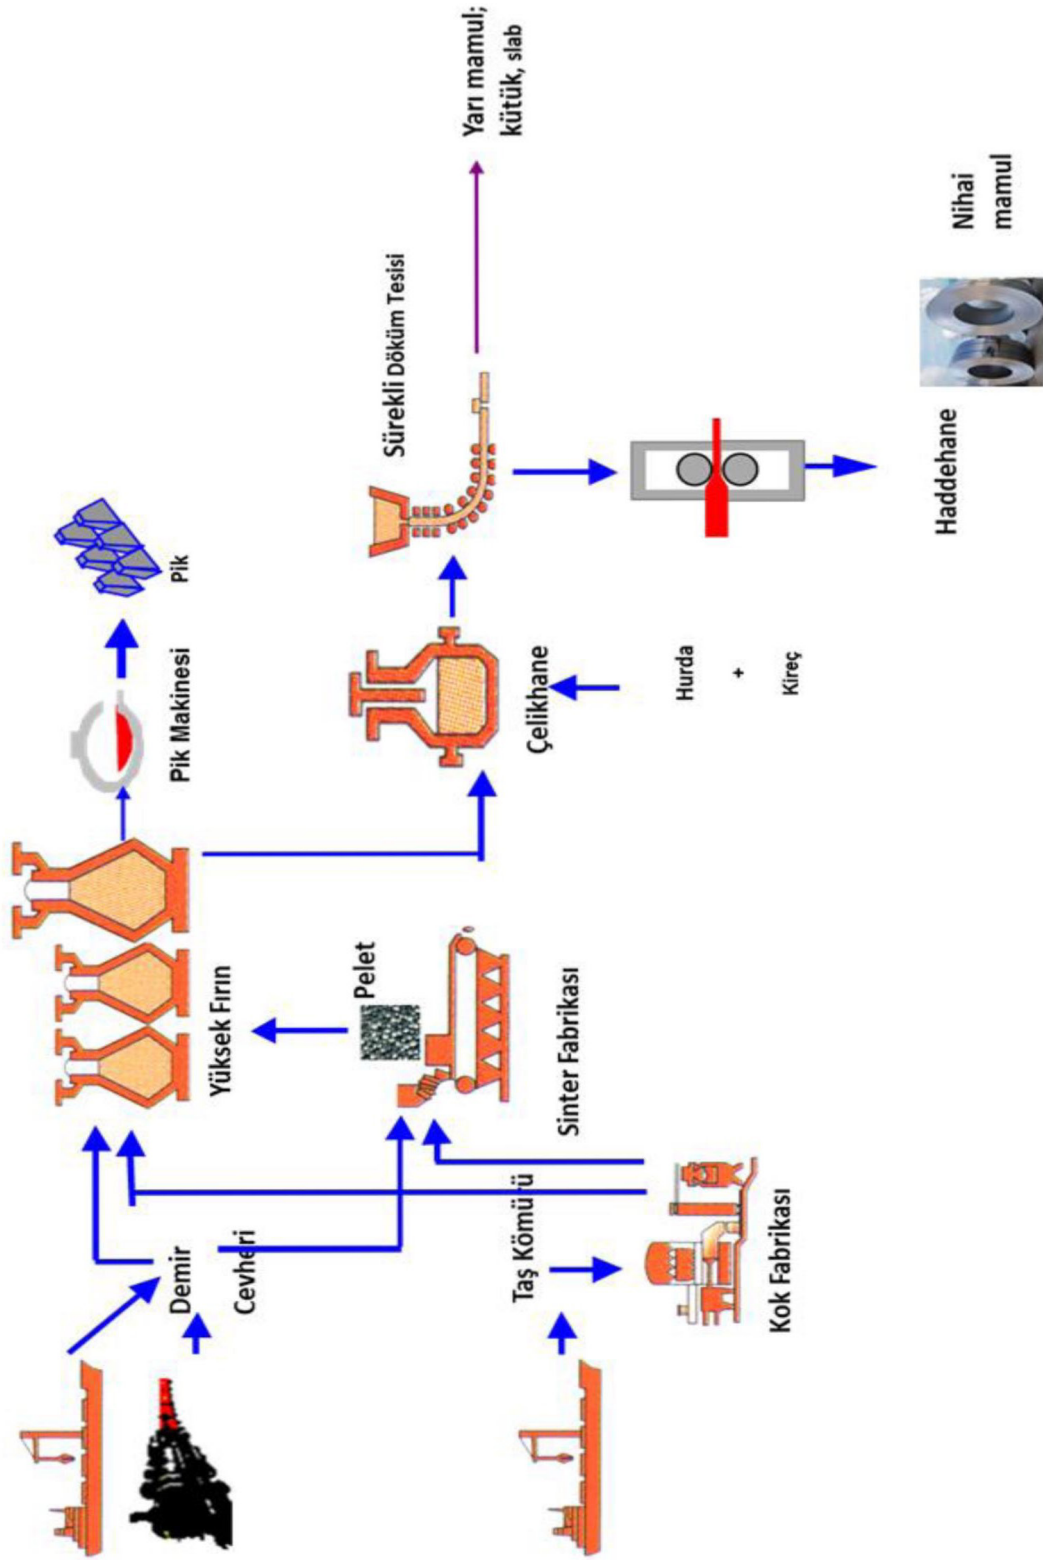 Pik Makinesi
Pik
Yüksek Fırın
Demir
Cevheri
Pelet
Sürekli Döküm Tesisi
Yarı mamul;
kütük, slab
Çelikhane
Taş Kömürü
Sinter Fabrikası
Hurda
+
Kireç
Kok Fabrikası
Haddehane
Nihai
mamul